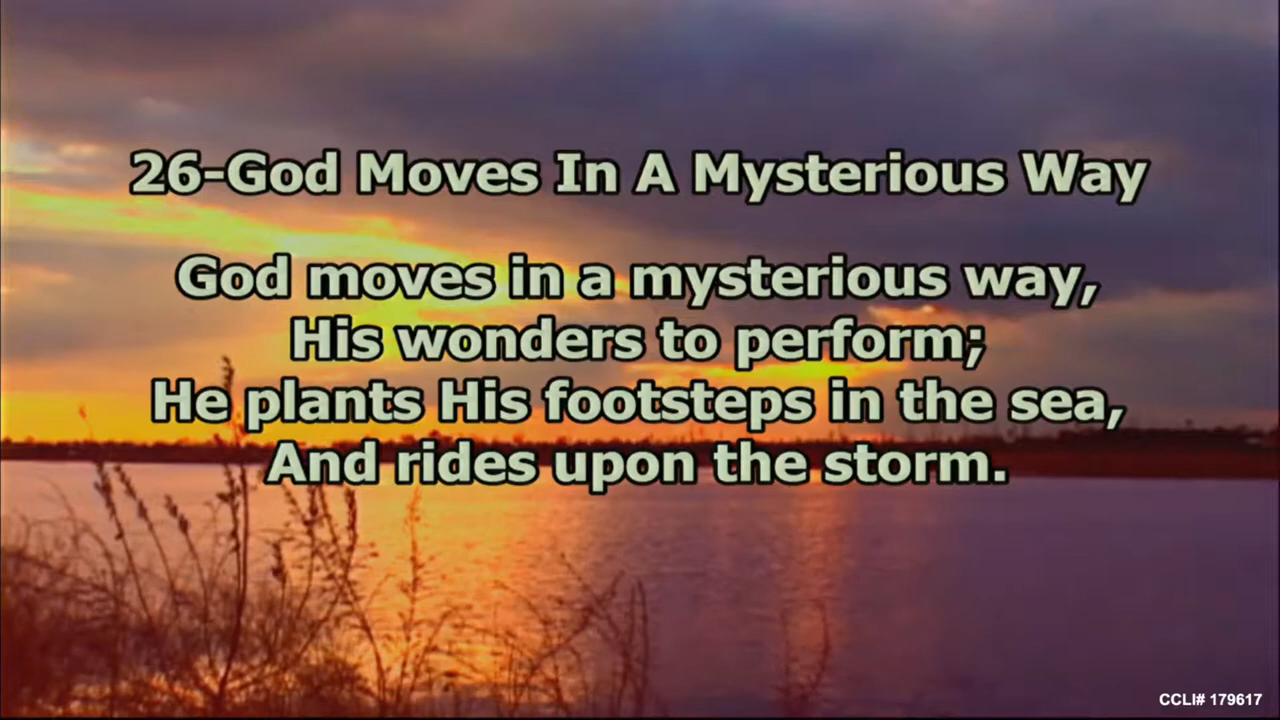 26-God Moves In A Mysterious Way
God moves in a mysterious way,
His wonders to perform;
He plants His footsteps in the sea,
And rides upon the storm.
CCLI# 179617